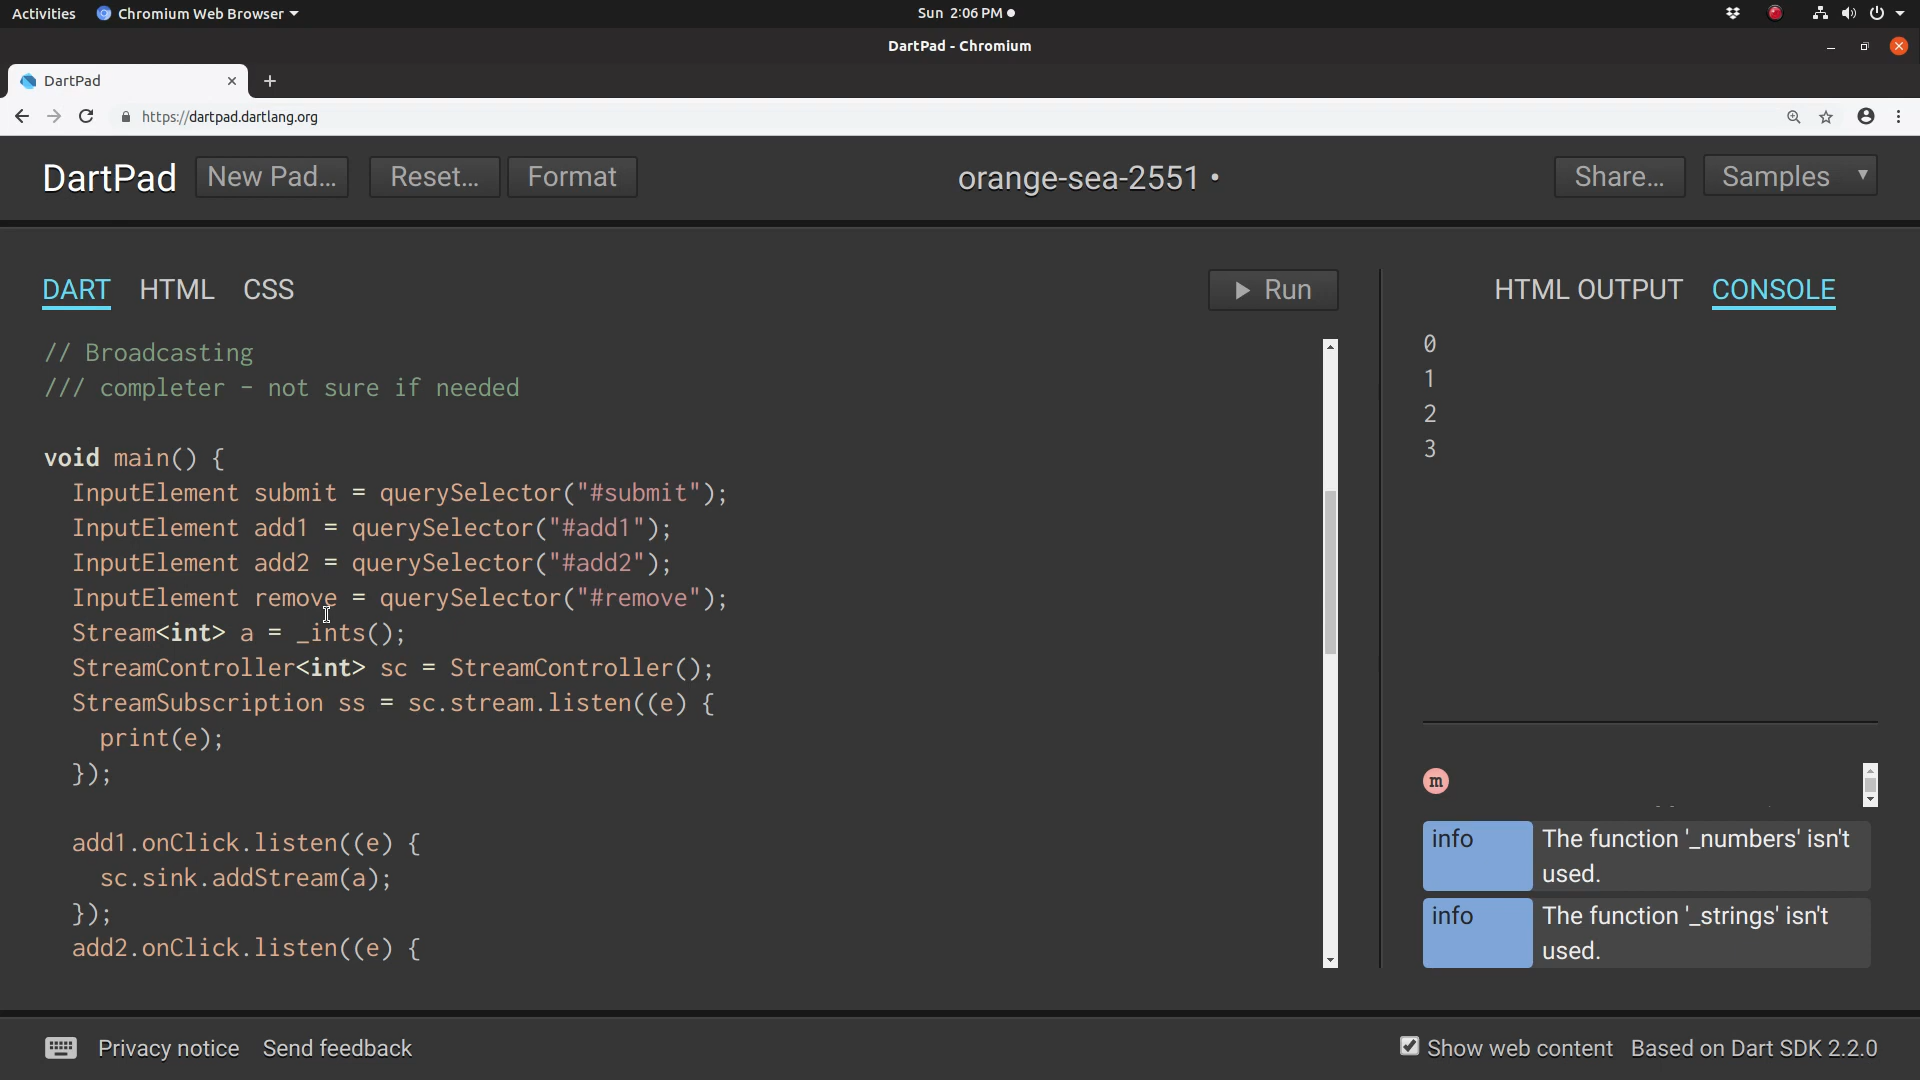 Activities Chromium Web Browser Sun 2:06 PM
DartPad - Chromium
DartPad
https://dartpad.dartlang.org
DartPad New Pad... Reset... Format orange-sea-2551 • Share... Samples
DART HTML CSS Run HTML OUTPUT CONSOLE
// Broadcasting
/// completer - not sure if needed
void main() {
InputElement submit = querySelector("#submit");
InputElement add1 = querySelector("#add1");
InputElement add2 = querySelector("#add2");
InputElement remove = querySelector("#remove");
Stream<int> a = _ints();
StreamController<int> sc = StreamController();
StreamSubscription ss = sc.stream.listen((e) {
print(e);
});
add1.onClick.listen((e) {
sc.sink.addStream(a);
});
add2.onClick.listen((e) {
0
1
2
3
m
info The function '_numbers' isn't
used.
info The function '_strings' isn't
used.
Privacy notice Send feedback Show web content Based on Dart SDK 2.2.0